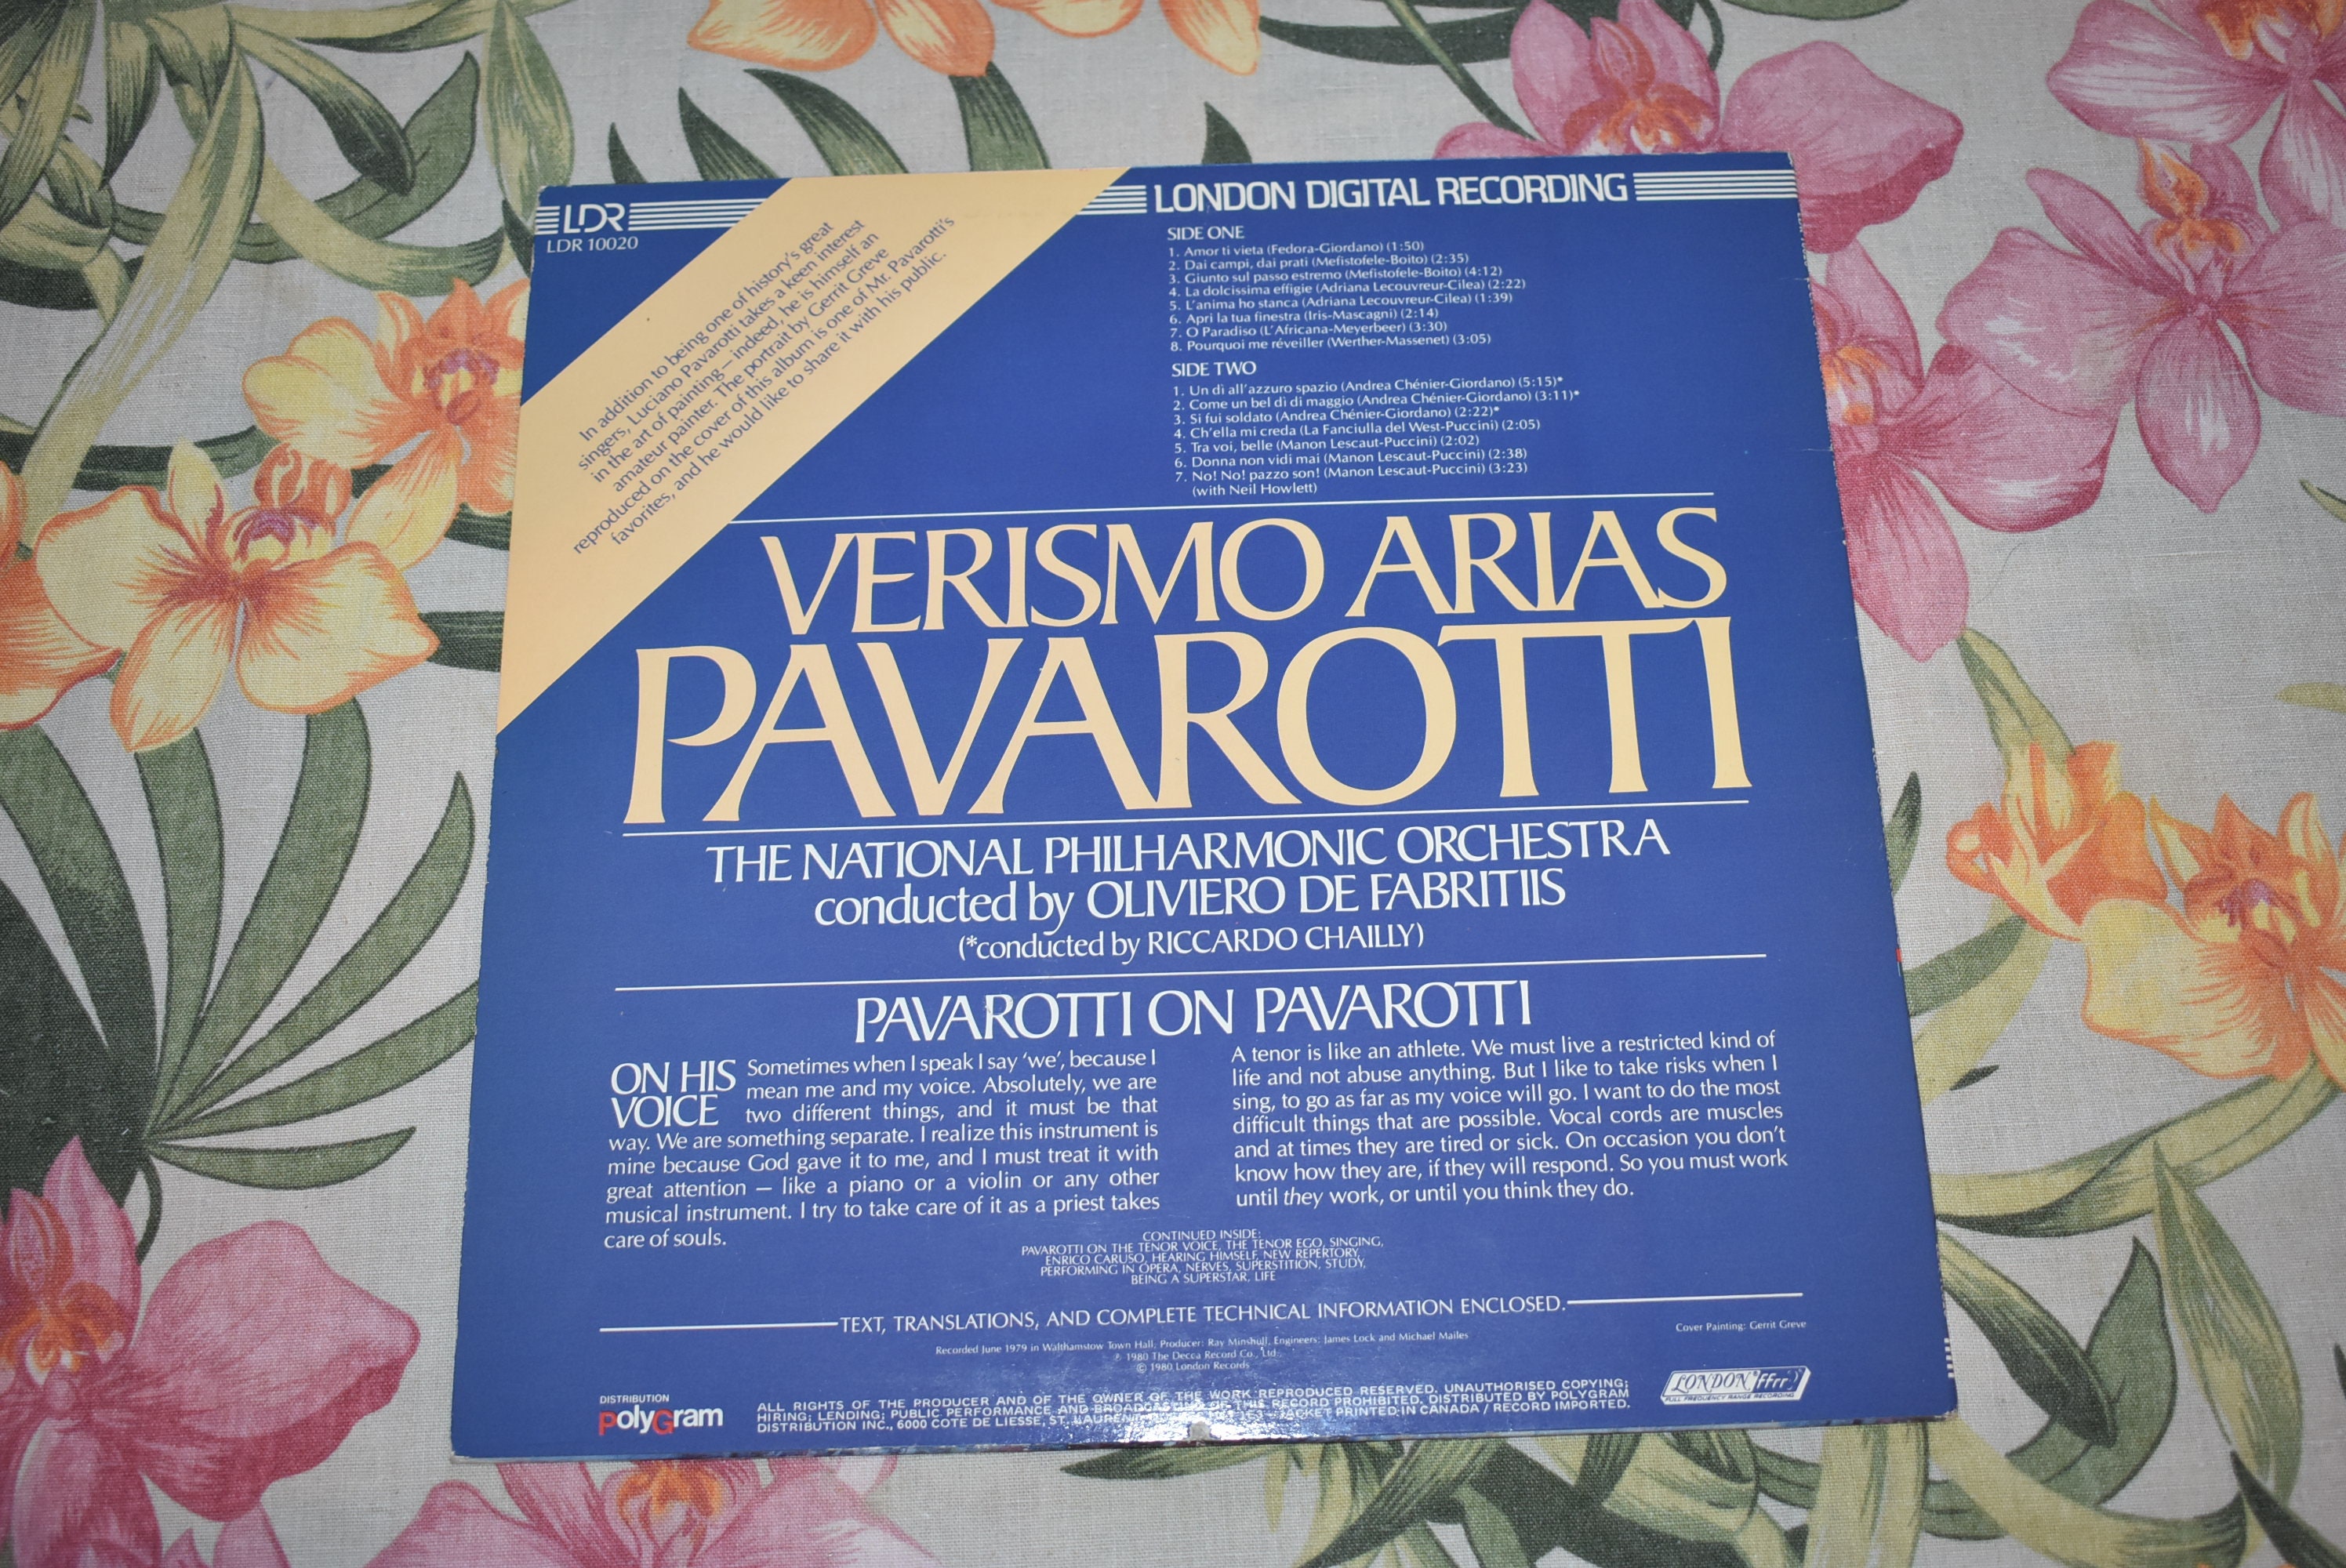 LDR
LDR 10020
In addition to being one of history's great
singers, Luciano Pavarotti takes a keen interest
in the art of painting — indeed, he is himself an
amateur painter. The portrait by Gerrit Greve
reproduced on the cover of this album is one of Mr. Pavarotti's
favorites, and he would like to share it with his public.
LONDON DIGITAL RECORDING
SIDE ONE
1. Amor ti vieta (Fedora-Giordano) (1:50)
2. Dai campi, dai prati (Mefistofele-Boito) (2:35)
3. Giunto sul passo estremo (Mefistofele-Boito) (4:12)
4. La dolcissima effigie (Adriana Lecouvreur-Cilea) (2:22)
5. L'anima ho stanca (Adriana Lecouvreur-Cilea) (1:39)
6. Apri la tua finestra (Iris-Mascagni) (2:14)
7. O Paradiso (L'Africana-Meyerbeer) (3:30)
8. Pourquoi me réveiller (Werther-Massenet) (3:05)
SIDE TWO
1. Un dì all'azzuro spazio (Andrea Chénier-Giordano) (5:15)*
2. Come un bel dì di maggio (Andrea Chénier-Giordano) (3:11)*
3. Si fui soldato (Andrea Chénier-Giordano) (2:22)*
4. Ch'ella mi creda (La Fanciulla del West-Puccini) (2:05)
5. Tra voi, belle (Manon Lescaut-Puccini) (2:02)
6. Donna non vidi mai (Manon Lescaut-Puccini) (2:38)
7. No! No! pazzo son! (Manon Lescaut-Puccini) (3:23)
(with Neil Howlett)
VERISMO ARIAS
PAVAROTTI
THE NATIONAL PHILHARMONIC ORCHESTRA
conducted by OLIVIERO DE FABRITIIS
(*conducted by RICCARDO CHAILLY)
PAVAROTTI ON PAVAROTTI
ON HIS
VOICE
Sometimes when I speak I say 'we', because I
mean me and my voice. Absolutely, we are
two different things, and it must be that
way. We are something separate. I realize this instrument is
mine because God gave it to me, and I must treat it with
great attention — like a piano or a violin or any other
musical instrument. I try to take care of it as a priest takes
care of souls.
A tenor is like an athlete. We must live a restricted kind of
life and not abuse anything. But I like to take risks when I
sing, to go as far as my voice will go. I want to do the most
difficult things that are possible. Vocal cords are muscles
and at times they are tired or sick. On occasion you don't
know how they are, if they will respond. So you must work
until they work, or until you think they do.
CONTINUED INSIDE:
PAVAROTTI ON THE TENOR VOICE, THE TENOR EGO, SINGING,
ENRICO CARUSO, HEARING HIMSELF, NEW REPERTORY,
PERFORMING IN OPERA, NERVES, SUPERSTITION, STUDY,
BEING A SUPERSTAR, LIFE
TEXT, TRANSLATIONS, AND COMPLETE TECHNICAL INFORMATION ENCLOSED.
Recorded June 1979 in Walthamstow Town Hall, Producer: Ray Minshull, Engineers: James Lock and Michael Mailes
℗ 1980 The Decca Record Co., Ltd.
© 1980 London Records
Cover Painting: Gerrit Greve
DISTRIBUTION
PolyGram
ALL RIGHTS OF THE PRODUCER AND OF THE OWNER OF THE WORK REPRODUCED RESERVED. UNAUTHORISED COPYING;
HIRING; LENDING; PUBLIC PERFORMANCE AND BROADCASTING OF THIS RECORD PROHIBITED. DISTRIBUTED BY POLYGRAM
DISTRIBUTION INC., 6000 COTE DE LIESSE, ST. LAURENT JACKET PRINTED IN CANADA / RECORD IMPORTED.
LONDON ffrr
FULL FREQUENCY RANGE RECORDING